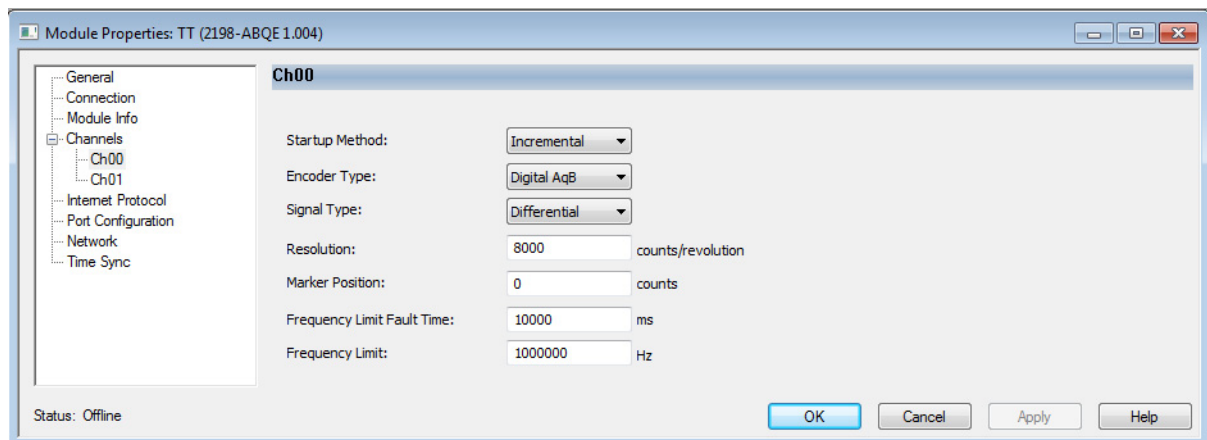 Module Properties: TT (2198-ABQE 1.004)
General
Connection
Module Info
Channels
Ch00
Ch01
Internet Protocol
Port Configuration
Network
Time Sync
Ch00
Startup Method: Incremental
Encoder Type: Digital AqB
Signal Type: Differential
Resolution: 8000 counts/revolution
Marker Position: 0 counts
Frequency Limit Fault Time: 10000 ms
Frequency Limit: 1000000 Hz
Status: Offline
OK Cancel Apply Help